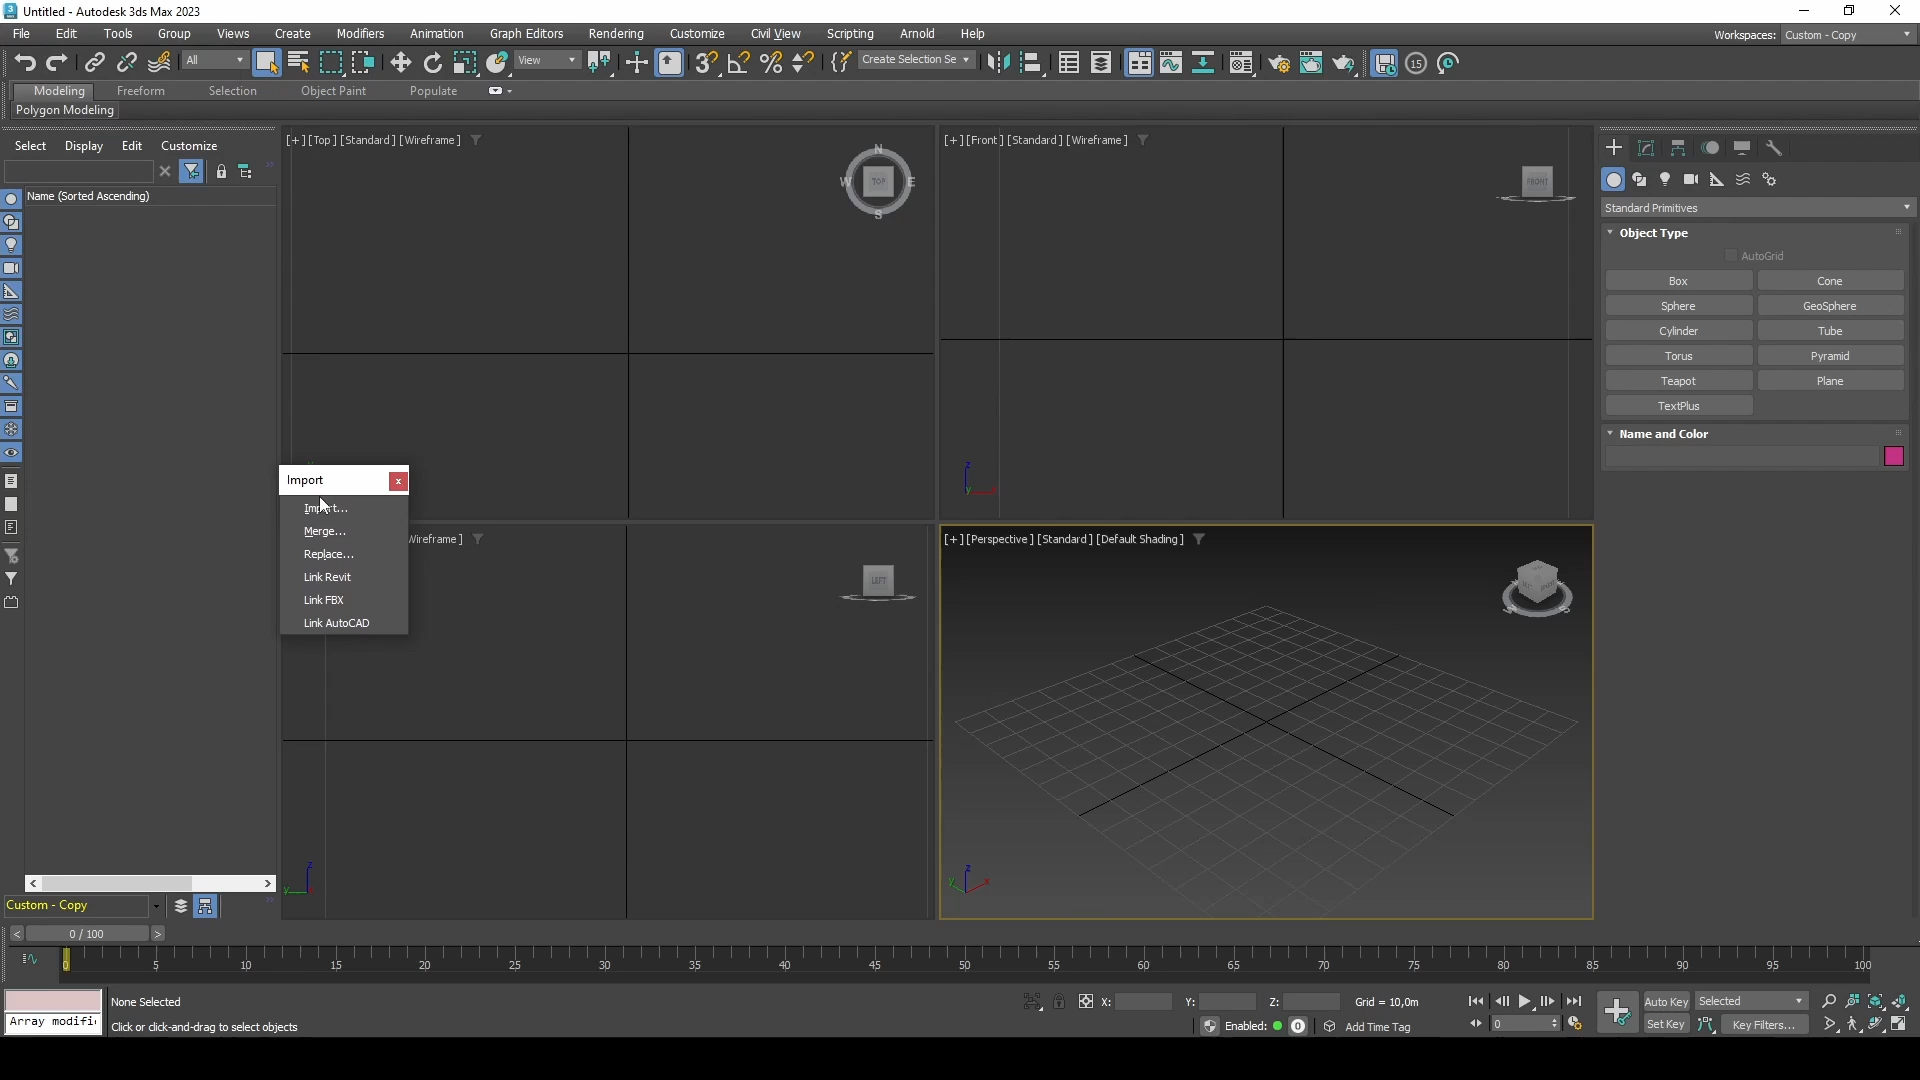 Untitled - Autodesk 3ds Max 2023
File Edit Tools Group Views Create Modifiers Animation Graph Editors Rendering Customize Civil View Scripting Arnold Help
Workspaces: Custom - Copy
All View Create Selection Se 15
Modeling Freeform Selection Object Paint Populate
Polygon Modeling
Select Display Edit Customize
Name (Sorted Ascending)
[+] [Top] [Standard] [Wireframe]
N
W TOP E
S
[+] [Front] [Standard] [Wireframe]
FRONT
z
y
Standard Primitives
Object Type
AutoGrid
Box Cone
Sphere GeoSphere
Cylinder Tube
Torus Pyramid
Teapot Plane
TextPlus
Name and Color
Import x
Import...
Merge...
Replace...
Link Revit
Link FBX
Link AutoCAD
Wireframe]
LEFT
z
y
[+] [Perspective] [Standard] [Default Shading]
z
y x
Custom - Copy
< 0 / 100 >
0 5 10 15 20 25 30 35 40 45 50 55 60 65 70 75 80 85 90 95 100
None Selected
Array modifi
Click or click-and-drag to select objects
X: Y: Z: Grid = 10,0m
Enabled: 0 Add Time Tag
0
Auto Key Selected
Set Key Key Filters...